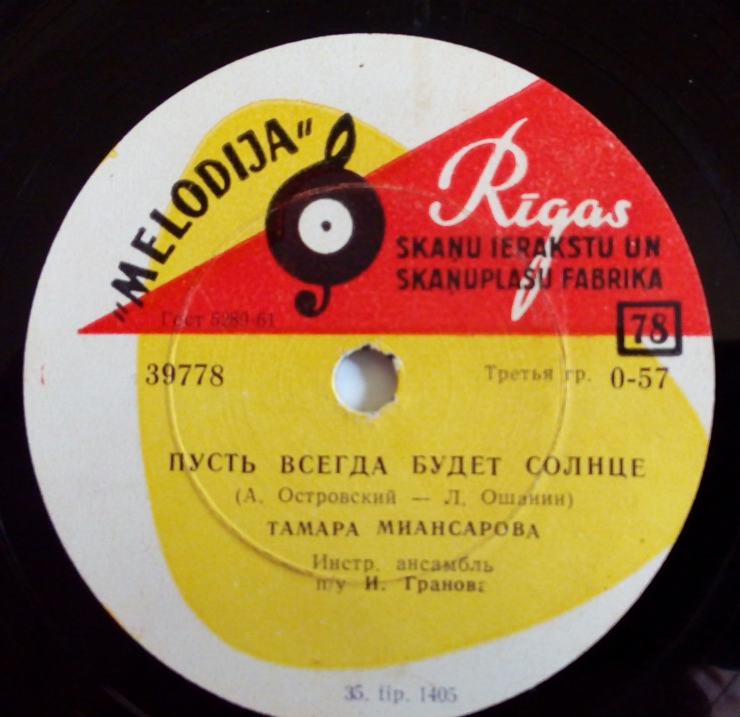 „MELODIJA"
Rīgas
SKAŅU IERAKSTU UN
SKAŅUPLAŠU FABRIKA
Гост 5289-61
78
39778
Третья гр. 0-57
ПУСТЬ ВСЕГДА БУДЕТ СОЛНЦЕ
(А. Островский — Л. Ошанин)
ТАМАРА МИАНСАРОВА
Инстр. ансамбль
п/у И. Гранова
35. tip. 1405